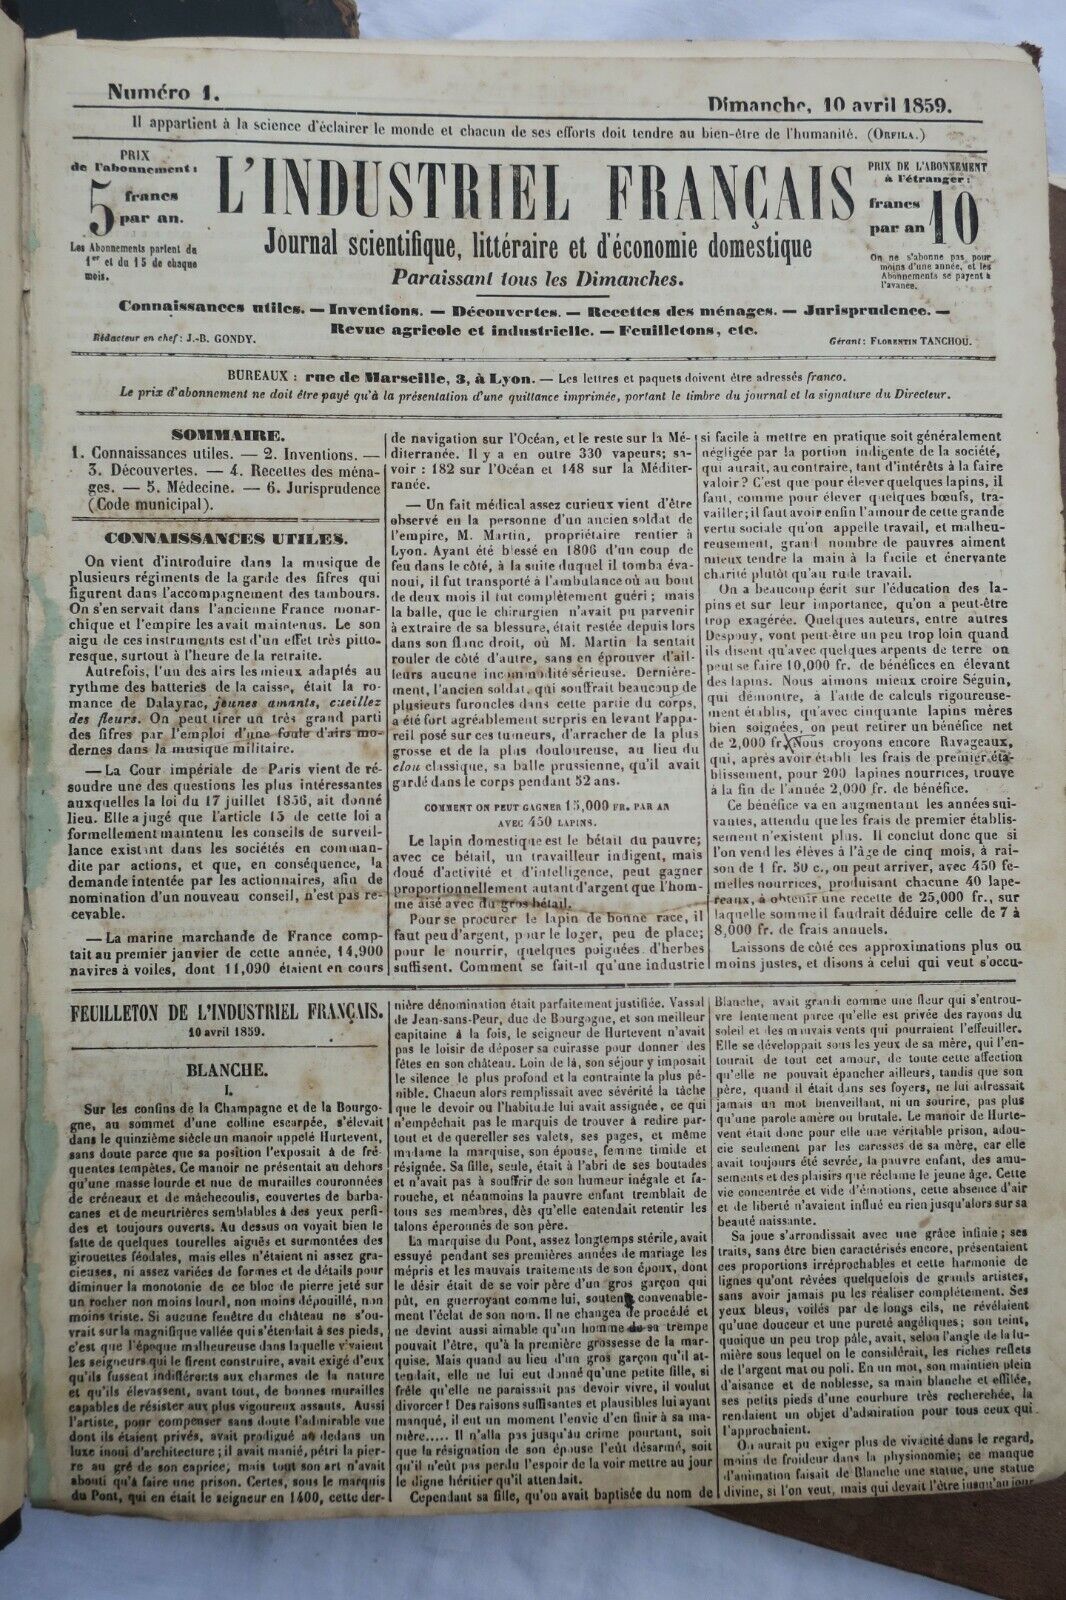 Numéro 1.
Dimanche, 10 avril 1859.
Il appartient à la science d'éclairer le monde et chacun de ses efforts doit tendre au bien-être de l'humanité. (ORFILA.)
PRIX
de l'abonnement:
5 francs
par an.
Les Abonnements partent du
1er et du 15 de chaque
mois.
L'INDUSTRIEL FRANÇAIS
Journal scientifique, littéraire et d'économie domestique
Paraissant tous les Dimanches.
PRIX DE L'ABONNEMENT
à l'étranger:
francs
par an 10
On ne s'abonne pas pour
moins d'une année, et les
Abonnements se payent à
l'avance.
Connaissances utiles. — Inventions. — Découvertes. — Recettes des ménages. — Jurisprudence. —
Revue agricole et industrielle. — Feuilletons, etc.
Rédacteur en chef: J.-B. GONDY.
Gérant: FLORENTIN TANCHOU.
BUREAUX: rue de Marseille, 3, à Lyon. — Les lettres et paquets doivent être adressés franco.
Le prix d'abonnement ne doit être payé qu'à la présentation d'une quittance imprimée, portant le timbre du journal et la signature du Directeur.
SOMMAIRE.
1. Connaissances utiles. — 2. Inventions. —
3. Découvertes. — 4. Recettes des ména-
ges. — 5. Médecine. — 6. Jurisprudence
(Code municipal).
CONNAISSANCES UTILES.
On vient d'introduire dans la musique de
plusieurs régiments de la garde des fifres qui
figurent dans l'accompagnement des tambours.
On s'en servait dans l'ancienne France monar-
chique et l'empire les avait maintenus. Le son
aigu de ces instruments est d'un effet très pitto-
resque, surtout à l'heure de la retraite.
Autrefois, l'un des airs les mieux adaptés au
rythme des batteries de la caisse, était la ro-
mance de Dalayrac, jeunes amants, cueillez
des fleurs. On peut tirer un très grand parti
des fifres par l'emploi d'une foule d'airs mo-
dernes dans la musique militaire.
— La Cour impériale de Paris vient de ré-
soudre une des questions les plus intéressantes
auxquelles la loi du 17 juillet 1856, ait donné
lieu. Elle a jugé que l'article 15 de cette loi a
formellement maintenu les conseils de surveil-
lance existant dans les sociétés en comman-
dite par actions, et que, en conséquence, la
demande intentée par les actionnaires, afin de
nomination d'un nouveau conseil, n'est pas re-
cevable.
— La marine marchande de France comp-
tait au premier janvier de cette année, 14,900
navires à voiles, dont 11,090 étaient en cours
de navigation sur l'Océan, et le reste sur la Mé-
diterranée. Il y a en outre 330 vapeurs; sa-
voir: 182 sur l'Océan et 148 sur la Méditer-
ranée.
— Un fait médical assez curieux vient d'être
observé en la personne d'un ancien soldat de
l'empire, M. Martin, propriétaire rentier à
Lyon. Ayant été blessé en 1806 d'un coup de
feu dans le côté, à la suite duquel il tomba éva-
noui, il fut transporté à l'ambulance où au bout
de deux mois il fut complètement guéri; mais
la balle, que le chirurgien n'avait pu parvenir
à extraire de sa blessure, était restée depuis lors
dans son flanc droit, où M. Martin la sentait
rouler de côté d'autre, sans en éprouver d'ail-
leurs aucune incommodité sérieuse. Dernière-
ment, l'ancien soldat, qui souffrait beaucoup de
plusieurs furoncles dans cette partie du corps,
a été fort agréablement surpris en levant l'appa-
reil posé sur ces tumeurs, d'arracher de la plus
grosse et de la plus douloureuse, au lieu du
clou classique, sa balle prussienne, qu'il avait
gardé dans le corps pendant 52 ans.
COMMENT ON PEUT GAGNER 15,000 FR. PAR AN
AVEC 450 LAPINS.
Le lapin domestique est le bétail du pauvre;
avec ce bétail, un travailleur indigent, mais
doué d'activité et d'intelligence, peut gagner
proportionnellement autant d'argent que l'hom-
me aisé avec du gros bétail.
Pour se procurer le lapin de bonne race, il
faut peu d'argent, pour le loger, peu de place;
pour le nourrir, quelques poignées d'herbes
suffisent. Comment se fait-il qu'une industrie
si facile à mettre en pratique soit généralement
négligée par la portion indigente de la société,
qui aurait, au contraire, tant d'intérêts à la faire
valoir? C'est que pour élever quelques lapins, il
faut, comme pour élever quelques bœufs, tra-
vailler; il faut avoir enfin l'amour de cette grande
vertu sociale qu'on appelle travail, et malheu-
reusement, grand nombre de pauvres aiment
mieux tendre la main à la facile et énervante
charité plutôt qu'au rude travail.
On a beaucoup écrit sur l'éducation des la-
pins et sur leur importance, qu'on a peut-être
trop exagérée. Quelques auteurs, entre autres
Despouy, vont peut-être un peu trop loin quand
ils disent qu'avec quelques arpents de terre on
peut se faire 10,000 fr. de bénéfices en élevant
des lapins. Nous aimons mieux croire Séguin,
qui démontre, à l'aide de calculs rigoureuse-
ment établis, qu'avec cinquante lapins mères
bien soignées, on peut retirer un bénéfice net
de 2,000 fr. Nous croyons encore Ravageaux,
qui, après avoir établi les frais de premier éta-
blissement, pour 200 lapines nourrices, trouve
à la fin de l'année 2,000 fr. de bénéfice.
Ce bénéfice va en augmentant les années sui-
vantes, attendu que les frais de premier établis-
sement n'existent plus. Il conclut donc que si
l'on vend les élèves à l'âge de cinq mois, à rai-
son de 1 fr. 50 c., on peut arriver, avec 450 fe-
melles nourrices, produisant chacune 40 lape-
reaux, à obtenir une recette de 25,000 fr., sur
laquelle somme il faudrait déduire celle de 7 à
8,000 fr. de frais annuels.
Laissons de côté ces approximations plus ou
moins justes, et disons à celui qui veut s'occu-
FEUILLETON DE L'INDUSTRIEL FRANÇAIS.
10 avril 1859.
BLANCHE.
I.
Sur les confins de la Champagne et de la Bourgo-
gne, au sommet d'une colline escarpée, s'élevait
dans le quinzième siècle un manoir appelé Hurtevent,
sans doute parce que sa position l'exposait à de fré-
quentes tempêtes. Ce manoir ne présentait au dehors
qu'une masse lourde et nue de murailles couronnées
de créneaux et de mâchecoulis, couvertes de barba-
canes et de meurtrières semblables à des yeux perfi-
des et toujours ouverts. Au dessus on voyait bien le
faîte de quelques tourelles aiguës et surmontées des
girouettes féodales, mais elles n'étaient ni assez gra-
cieuses, ni assez variées de formes et de détails pour
diminuer la monotonie de ce bloc de pierre jeté sur
un rocher non moins lourd, non moins dépouillé, non
moins triste. Si aucune fenêtre du château ne s'ou-
vrait sur la magnifique vallée qui s'étendait à ses pieds,
c'est que l'époque malheureuse dans laquelle vivaient
les seigneurs qui le firent construire, avait exigé d'eux
qu'ils fussent indifférents aux charmes de la nature
et qu'ils élevassent, avant tout, de bonnes murailles
capables de résister aux plus vigoureux assauts. Aussi
l'artiste, pour compenser sans doute l'admirable vue
dont ils étaient privés, avait prodigué au dedans un
luxe inouï d'architecture; il avait manié, pétri la pier-
re au gré de son caprice, mais tout son art n'avait
abouti qu'à faire une prison. Certes, sous le marquis
du Pont, qui en était le seigneur en 1400, cette der-
nière dénomination était parfaitement justifiée. Vassal
de Jean-sans-Peur, duc de Bourgogne, et son meilleur
capitaine à la fois, le seigneur de Hurtevent n'avait
pas le loisir de déposer sa cuirasse pour donner des
fêtes en son château. Loin de là, son séjour y imposait
le silence le plus profond et la contrainte la plus pé-
nible. Chacun alors remplissait avec sévérité la tâche
que le devoir ou l'habitude lui avait assignée, ce qui
n'empêchait pas le marquis de trouver à redire par-
tout et de quereller ses valets, ses pages, et même
madame la marquise, son épouse, femme timide et
résignée. Sa fille, seule, était à l'abri de ses boutades
et n'avait pas à souffrir de son humeur inégale et fa-
rouche, et néanmoins la pauvre enfant tremblait de
tous ses membres, dès qu'elle entendait retentir les
talons éperonnés de son père.
La marquise du Pont, assez longtemps stérile, avait
essuyé pendant ses premières années de mariage les
mépris et les mauvais traitements de son époux, dont
le désir était de se voir père d'un gros garçon qui
pût, en guerroyant comme lui, soutenir convenable-
ment l'éclat de son nom. Il ne changea de procédé et
ne devint aussi aimable qu'un homme de sa trempe
pouvait l'être, qu'à la première grossesse de la mar-
quise. Mais quand au lieu d'un gros garçon qu'il at-
tendait, elle ne lui eut donné qu'une petite fille, si
frêle qu'elle ne paraissait pas devoir vivre, il voulut
divorcer! Des raisons suffisantes et plausibles lui ayant
manqué, il eut un moment l'envie d'en finir à sa ma-
nière..... Il n'alla pas jusqu'au crime pourtant, soit
que la résignation de son épouse l'eût désarmé, soit
qu'il n'eût pas perdu l'espoir de la voir mettre au jour
le digne héritier qu'il attendait.
Cependant sa fille, qu'on avait baptisée du nom de
Blanche, avait grandi comme une fleur qui s'entrou-
vre lentement parce qu'elle est privée des rayons du
soleil et des mauvais vents qui pourraient l'effeuiller.
Elle se développait sous les yeux de sa mère, qui l'en-
tourait de tout cet amour, de toute cette affection
qu'elle ne pouvait épancher ailleurs, tandis que son
père, quand il était dans ses foyers, ne lui adressait
jamais un mot bienveillant, ni un sourire, pas plus
qu'une parole amère ou brutale. Le manoir de Hurte-
vent était donc pour elle une véritable prison, adou-
cie seulement par les caresses de sa mère, car elle
avait toujours été sevrée, la pauvre enfant, des amu-
sements et des plaisirs que réclame le jeune âge. Cette
vie concentrée et vide d'émotions, cette absence d'air
et de liberté n'avaient influé en rien jusqu'alors sur sa
beauté naissante.
Sa joue s'arrondissait avec une grâce infinie; ses
traits, sans être bien caractérisés encore, présentaient
ces proportions irréprochables et cette harmonie de
lignes qu'ont rêvées quelquefois de grands artistes,
sans avoir jamais pu les réaliser complètement. Ses
yeux bleus, voilés par de longs cils, ne révélaient
qu'une douceur et une pureté angéliques; son teint,
quoique un peu trop pâle, avait, selon l'angle de la lu-
mière sous lequel on le considérait, les riches reflets
de l'argent mat ou poli. En un mot, son maintien plein
d'aisance et de noblesse, sa main blanche et effilée,
ses petits pieds d'une courbure très recherchée, la
rendaient un objet d'admiration pour tous ceux qui
l'approchaient.
On aurait pu exiger plus de vivacité dans le regard,
moins de froideur dans la physionomie; ce manque
d'animation faisait de Blanche une statue, une statue
divine, si l'on veut, mais qui devait l'être jusqu'au jour